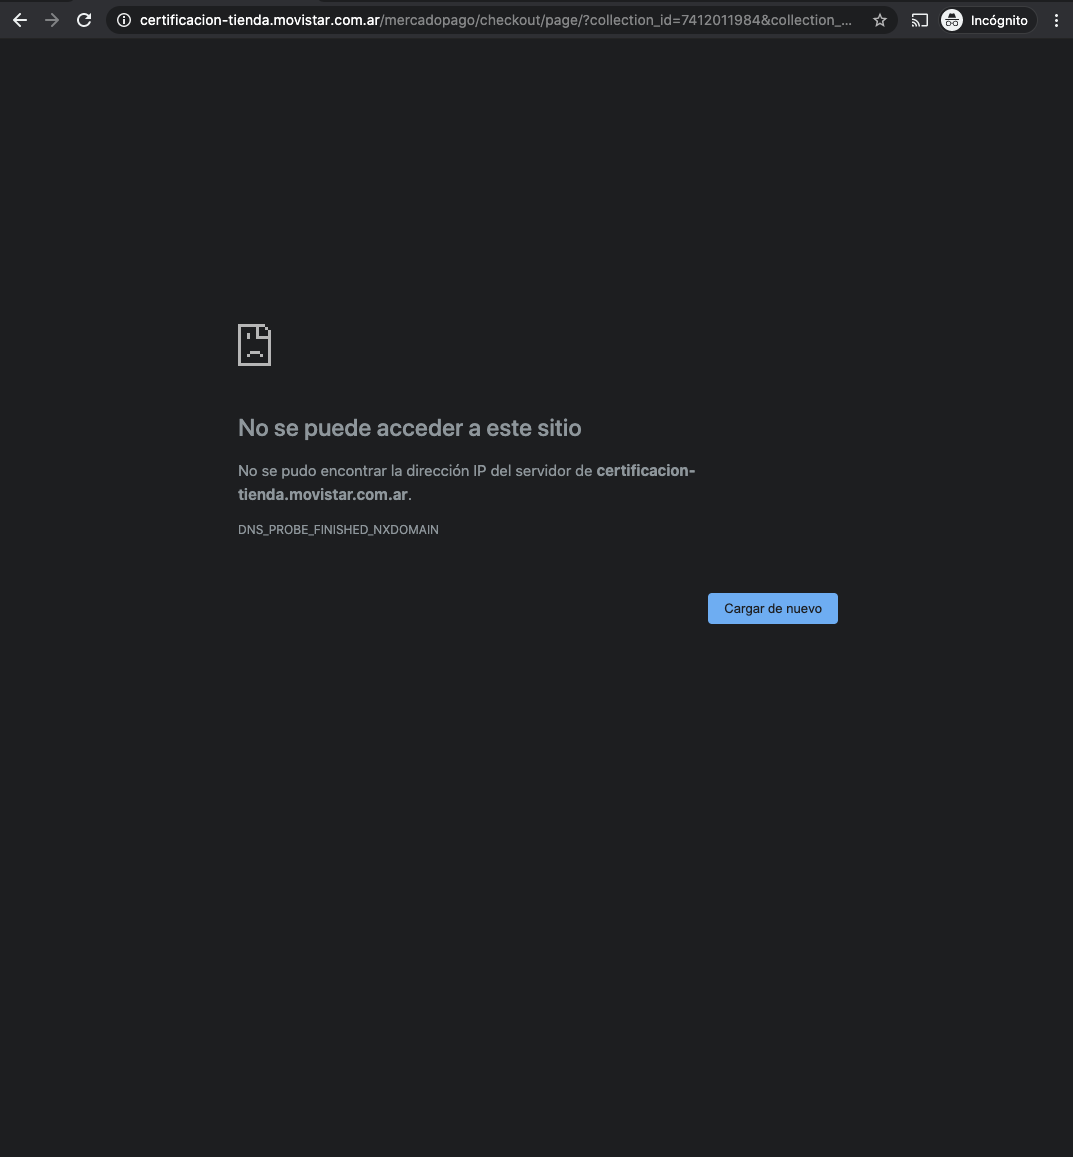 certificacion-tienda.movistar.com.ar/mercadopago/checkout/page/?collection_id=7412011984&collection_...
Incógnito
No se puede acceder a este sitio
No se pudo encontrar la dirección IP del servidor de certificacion-
tienda.movistar.com.ar.
DNS_PROBE_FINISHED_NXDOMAIN
Cargar de nuevo